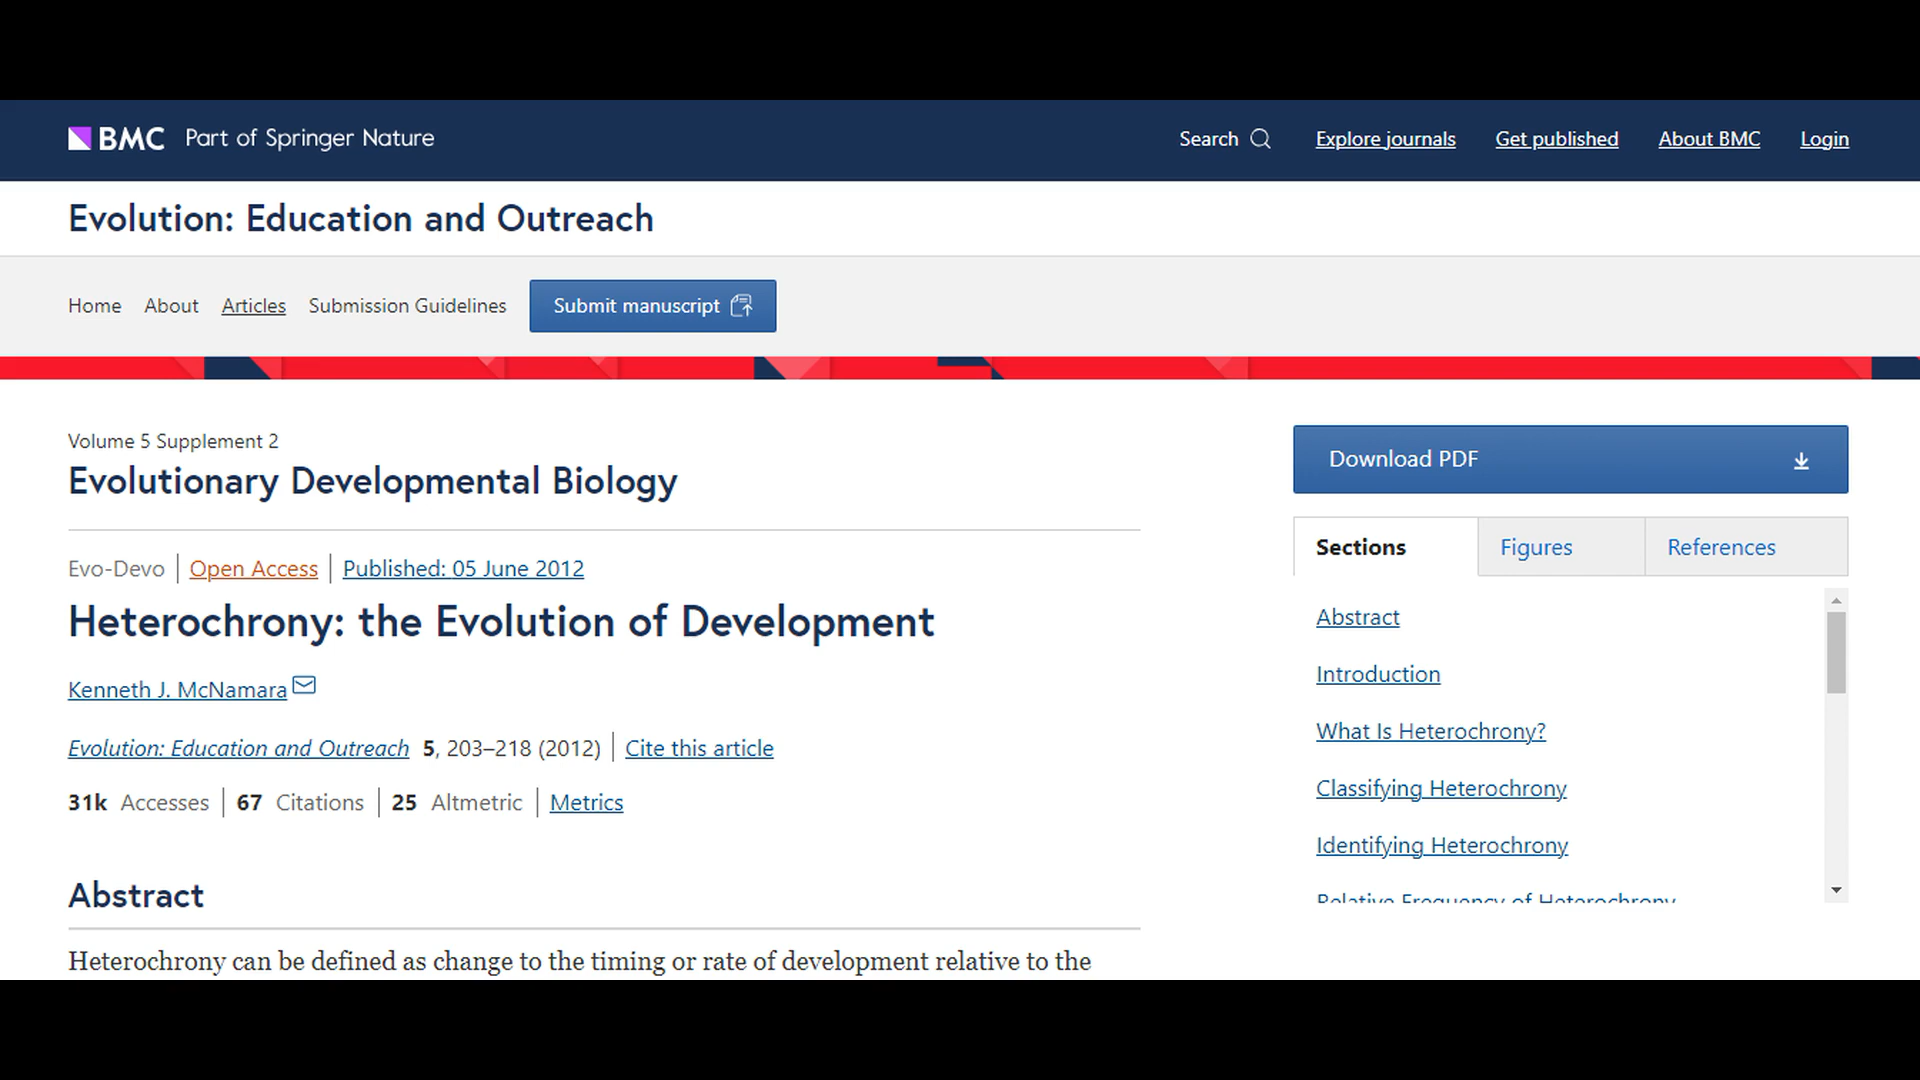 BMC Part of Springer Nature
Search Explore journals Get published About BMC Login
Evolution: Education and Outreach
Home About Articles Submission Guidelines Submit manuscript
Volume 5 Supplement 2
Evolutionary Developmental Biology
Evo-Devo | Open Access | Published: 05 June 2012
Heterochrony: the Evolution of Development
Kenneth J. McNamara
Evolution: Education and Outreach 5, 203–218 (2012) | Cite this article
31k Accesses | 67 Citations | 25 Altmetric | Metrics
Abstract
Heterochrony can be defined as change to the timing or rate of development relative to the
Download PDF
Sections Figures References
Abstract
Introduction
What Is Heterochrony?
Classifying Heterochrony
Identifying Heterochrony
Relative Frequency of Heterochrony